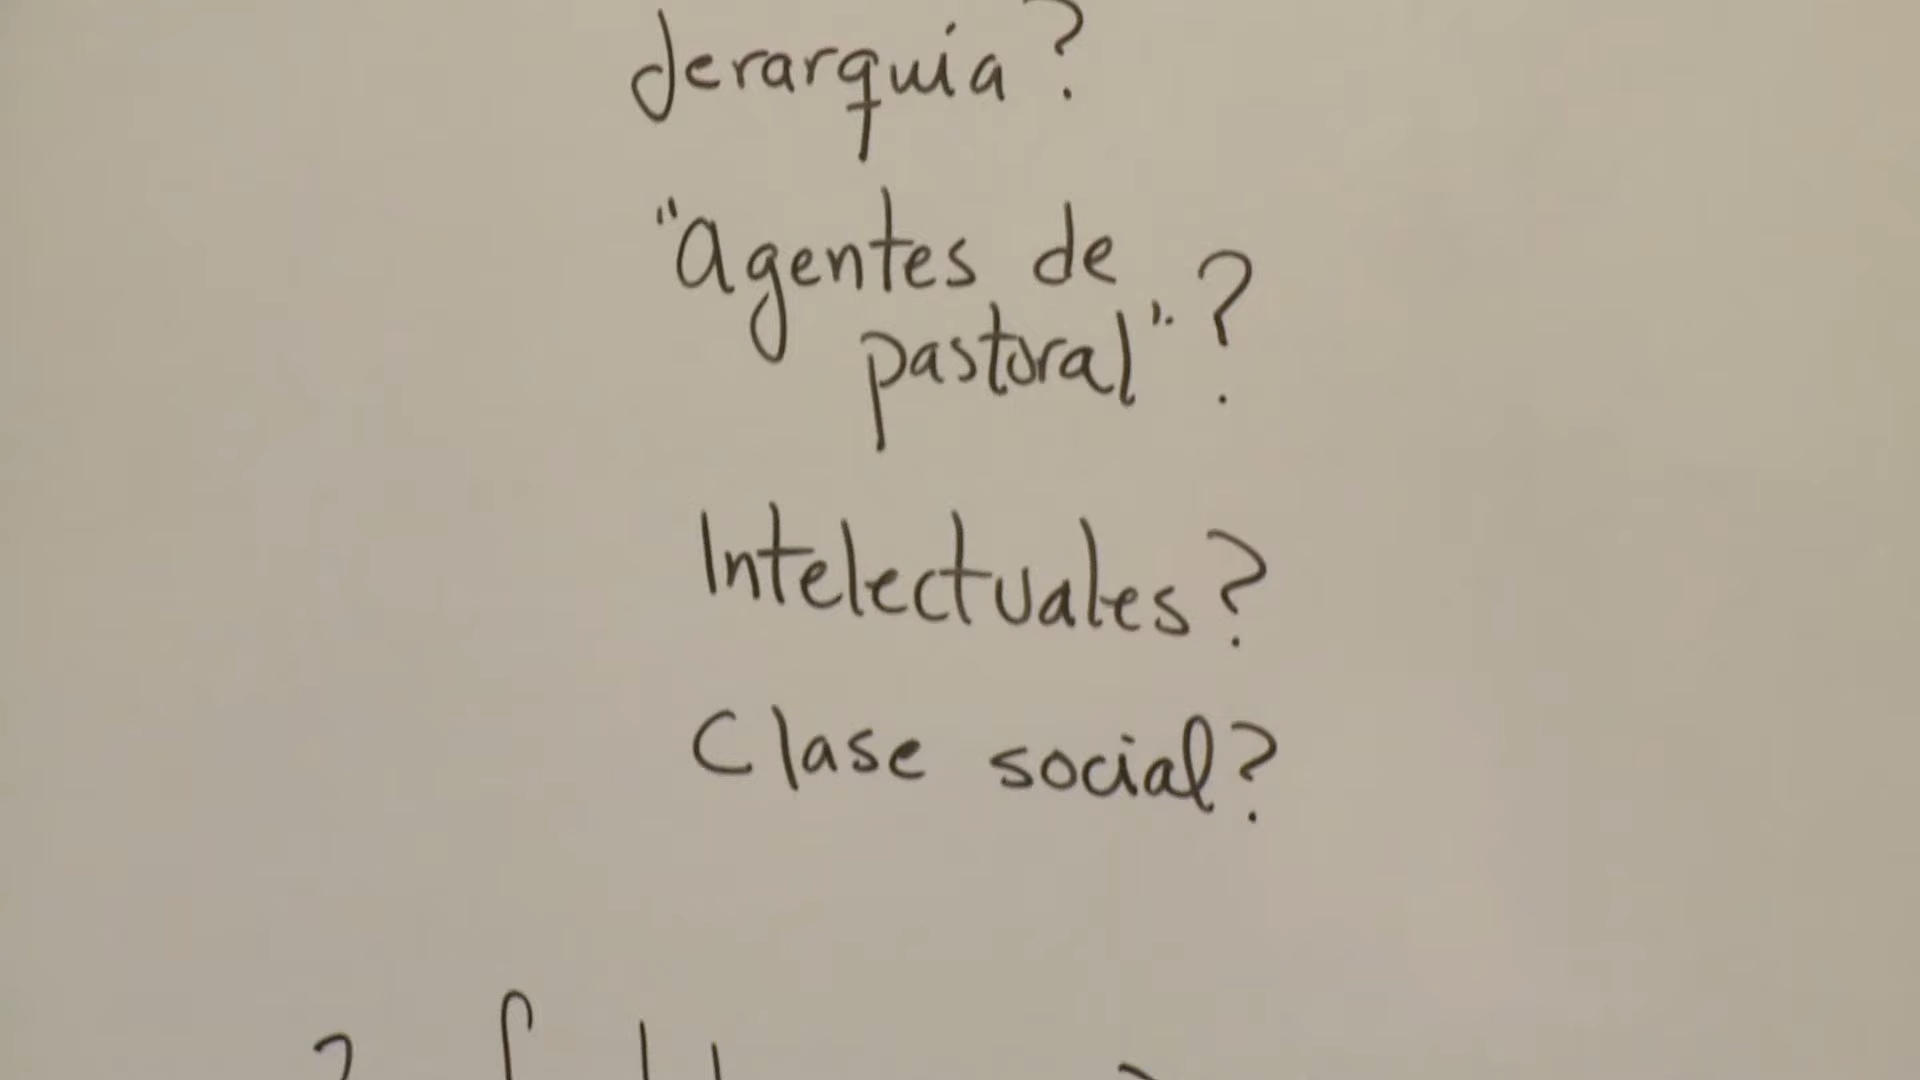 Jerarquía?
"Agentes de
pastoral"?
Intelectuales?
Clase social?